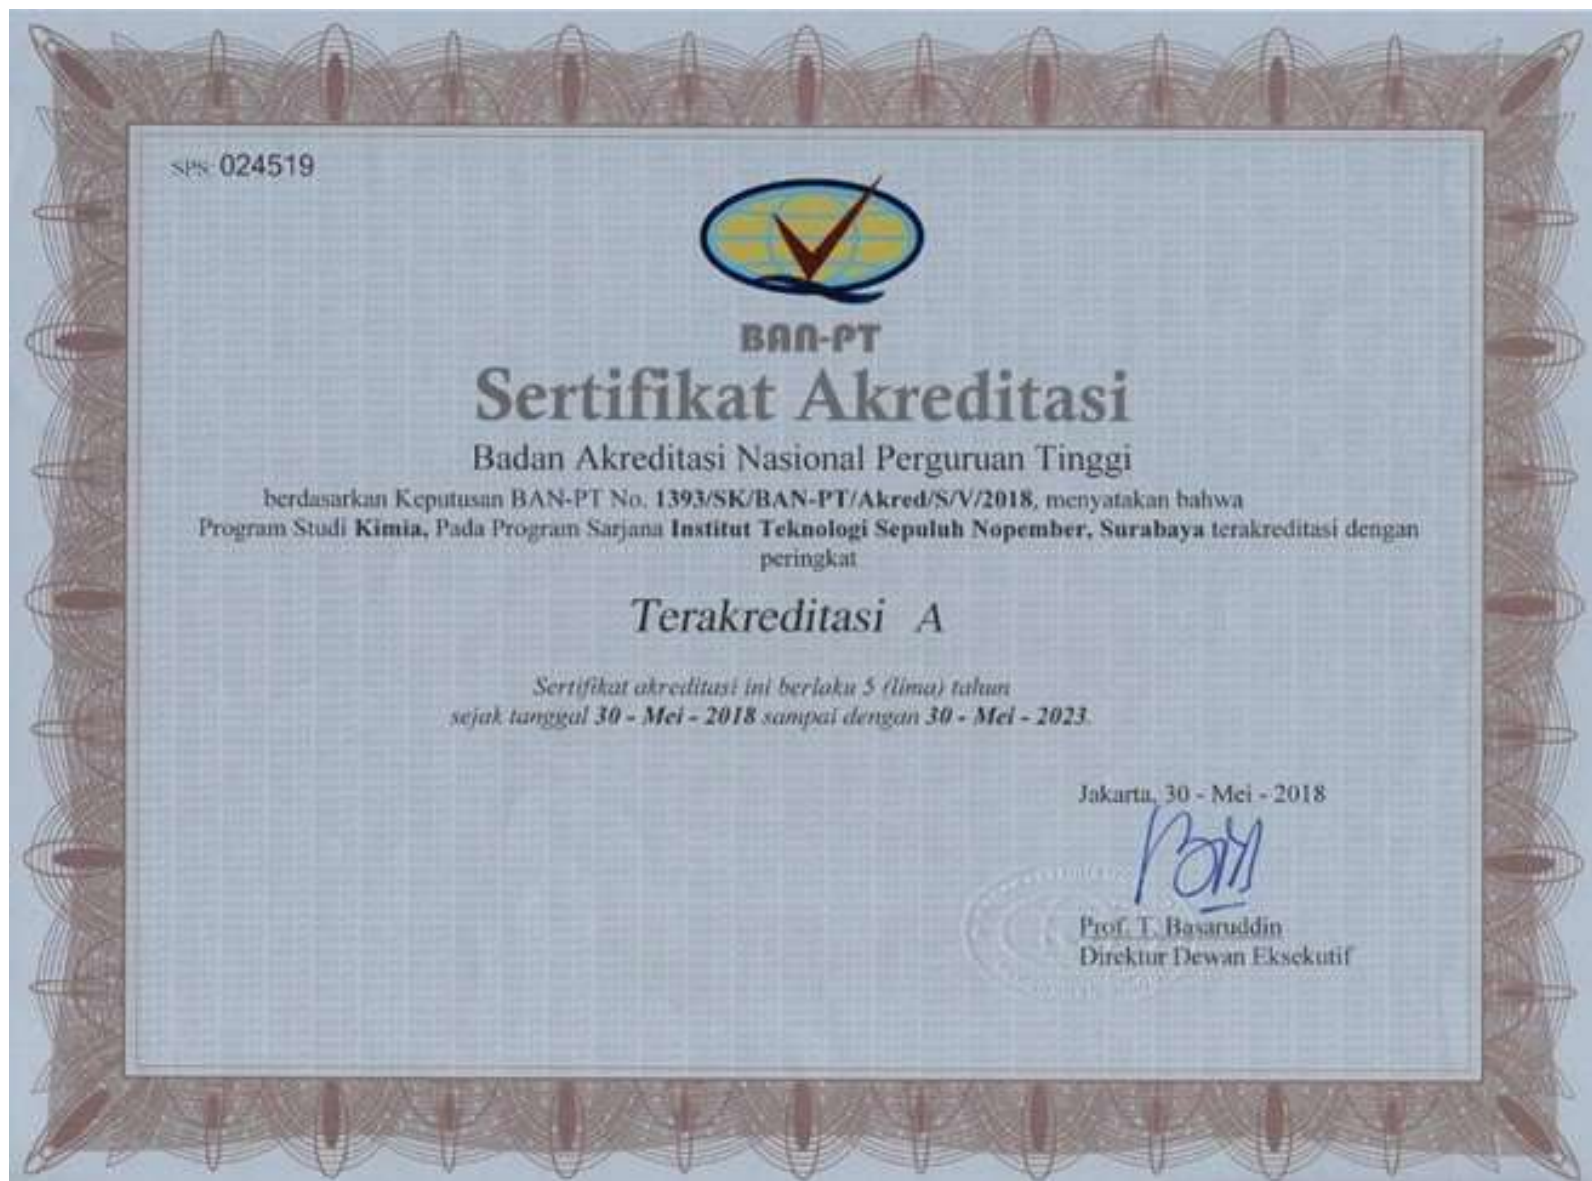 SPS 024519
BAN-PT
Sertifikat Akreditasi
Badan Akreditasi Nasional Perguruan Tinggi
berdasarkan Keputusan BAN-PT No. 1393/SK/BAN-PT/Akred/S/V/2018, menyatakan bahwa
Program Studi Kimia, Pada Program Sarjana Institut Teknologi Sepuluh Nopember, Surabaya terakreditasi dengan
peringkat
Terakreditasi A
Sertifikat akreditasi ini berlaku 5 (lima) tahun
sejak tanggal 30 - Mei - 2018 sampai dengan 30 - Mei - 2023.
Jakarta, 30 - Mei - 2018
Prof. T. Basaruddin
Direktur Dewan Eksekutif